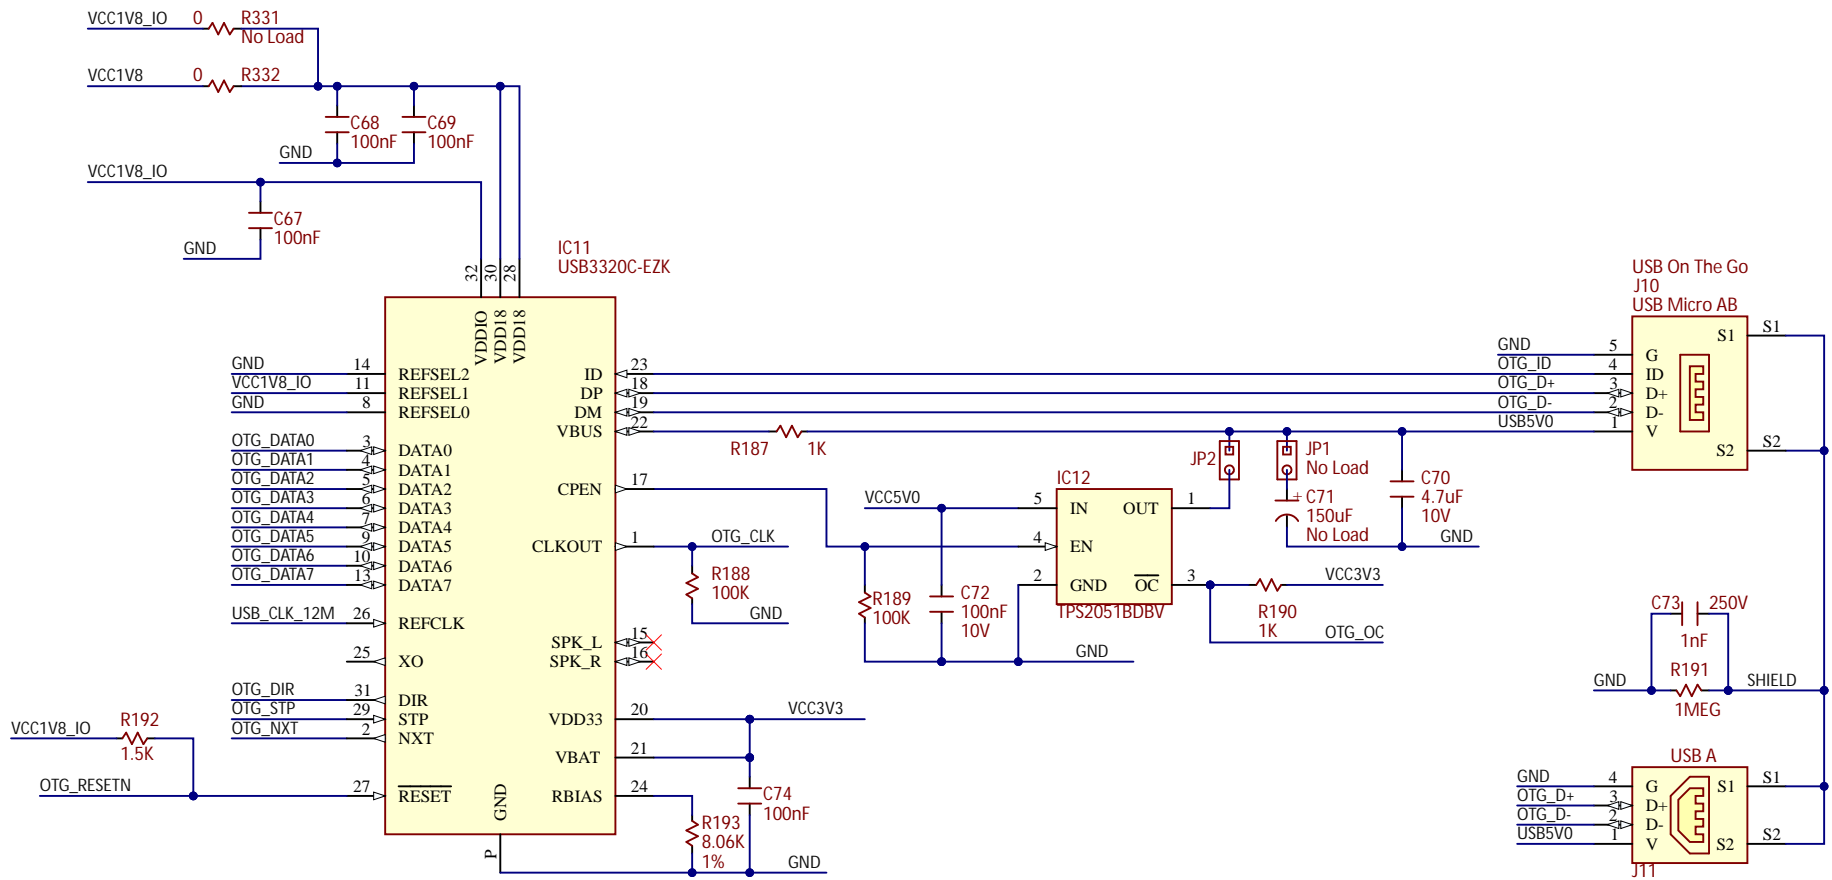 VCC1V8_IO 0 R331
No Load
VCC1V8 0 R332
C68 C69
100nF 100nF
GND
VCC1V8_IO
C67
100nF
GND
IC11
USB3320C-EZK
32 30 28
VDDIO VDD18 VDD18
GND 14 REFSEL2
VCC1V8_IO 11 REFSEL1
GND 8 REFSEL0
OTG_DATA0 3 DATA0
OTG_DATA1 4 DATA1
OTG_DATA2 5 DATA2
OTG_DATA3 6 DATA3
OTG_DATA4 7 DATA4
OTG_DATA5 9 DATA5
OTG_DATA6 10 DATA6
OTG_DATA7 13 DATA7
USB_CLK_12M 26 REFCLK
25 XO
OTG_DIR 31 DIR
OTG_STP 29 STP
OTG_NXT 2 NXT
VCC1V8_IO R192
1.5K
OTG_RESETN 27 RESET
GND
P
ID 23
DP 18
DM 19
VBUS 22
R187 1K
CPEN 17
CLKOUT 1 OTG_CLK
R188
100K
GND
SPK_L 15
SPK_R 16
VDD33 20 VCC3V3
VBAT 21
RBIAS 24
C74
100nF
R193
8.06K
1%
GND
JP2 JP1
No Load
C71
150uF
No Load
+
C70
4.7uF
10V
GND
IC12
VCC5V0 5 IN OUT 1
4 EN
2 GND OC 3
TPS2051BDBV
R189
100K
C72
100nF
10V
GND
VCC3V3
R190
1K
OTG_OC
USB On The Go
J10
USB Micro AB
GND 5 G
OTG_ID 4 ID
OTG_D+ 3 D+
OTG_D- 2 D-
USB5V0 1 V
S1 S1
S2 S2
C73 250V
1nF
R191
GND SHIELD
1MEG
USB A
GND 4 G
OTG_D+ 3 D+
OTG_D- 2 D-
USB5V0 1 V
S1 S1
S2 S2
J11